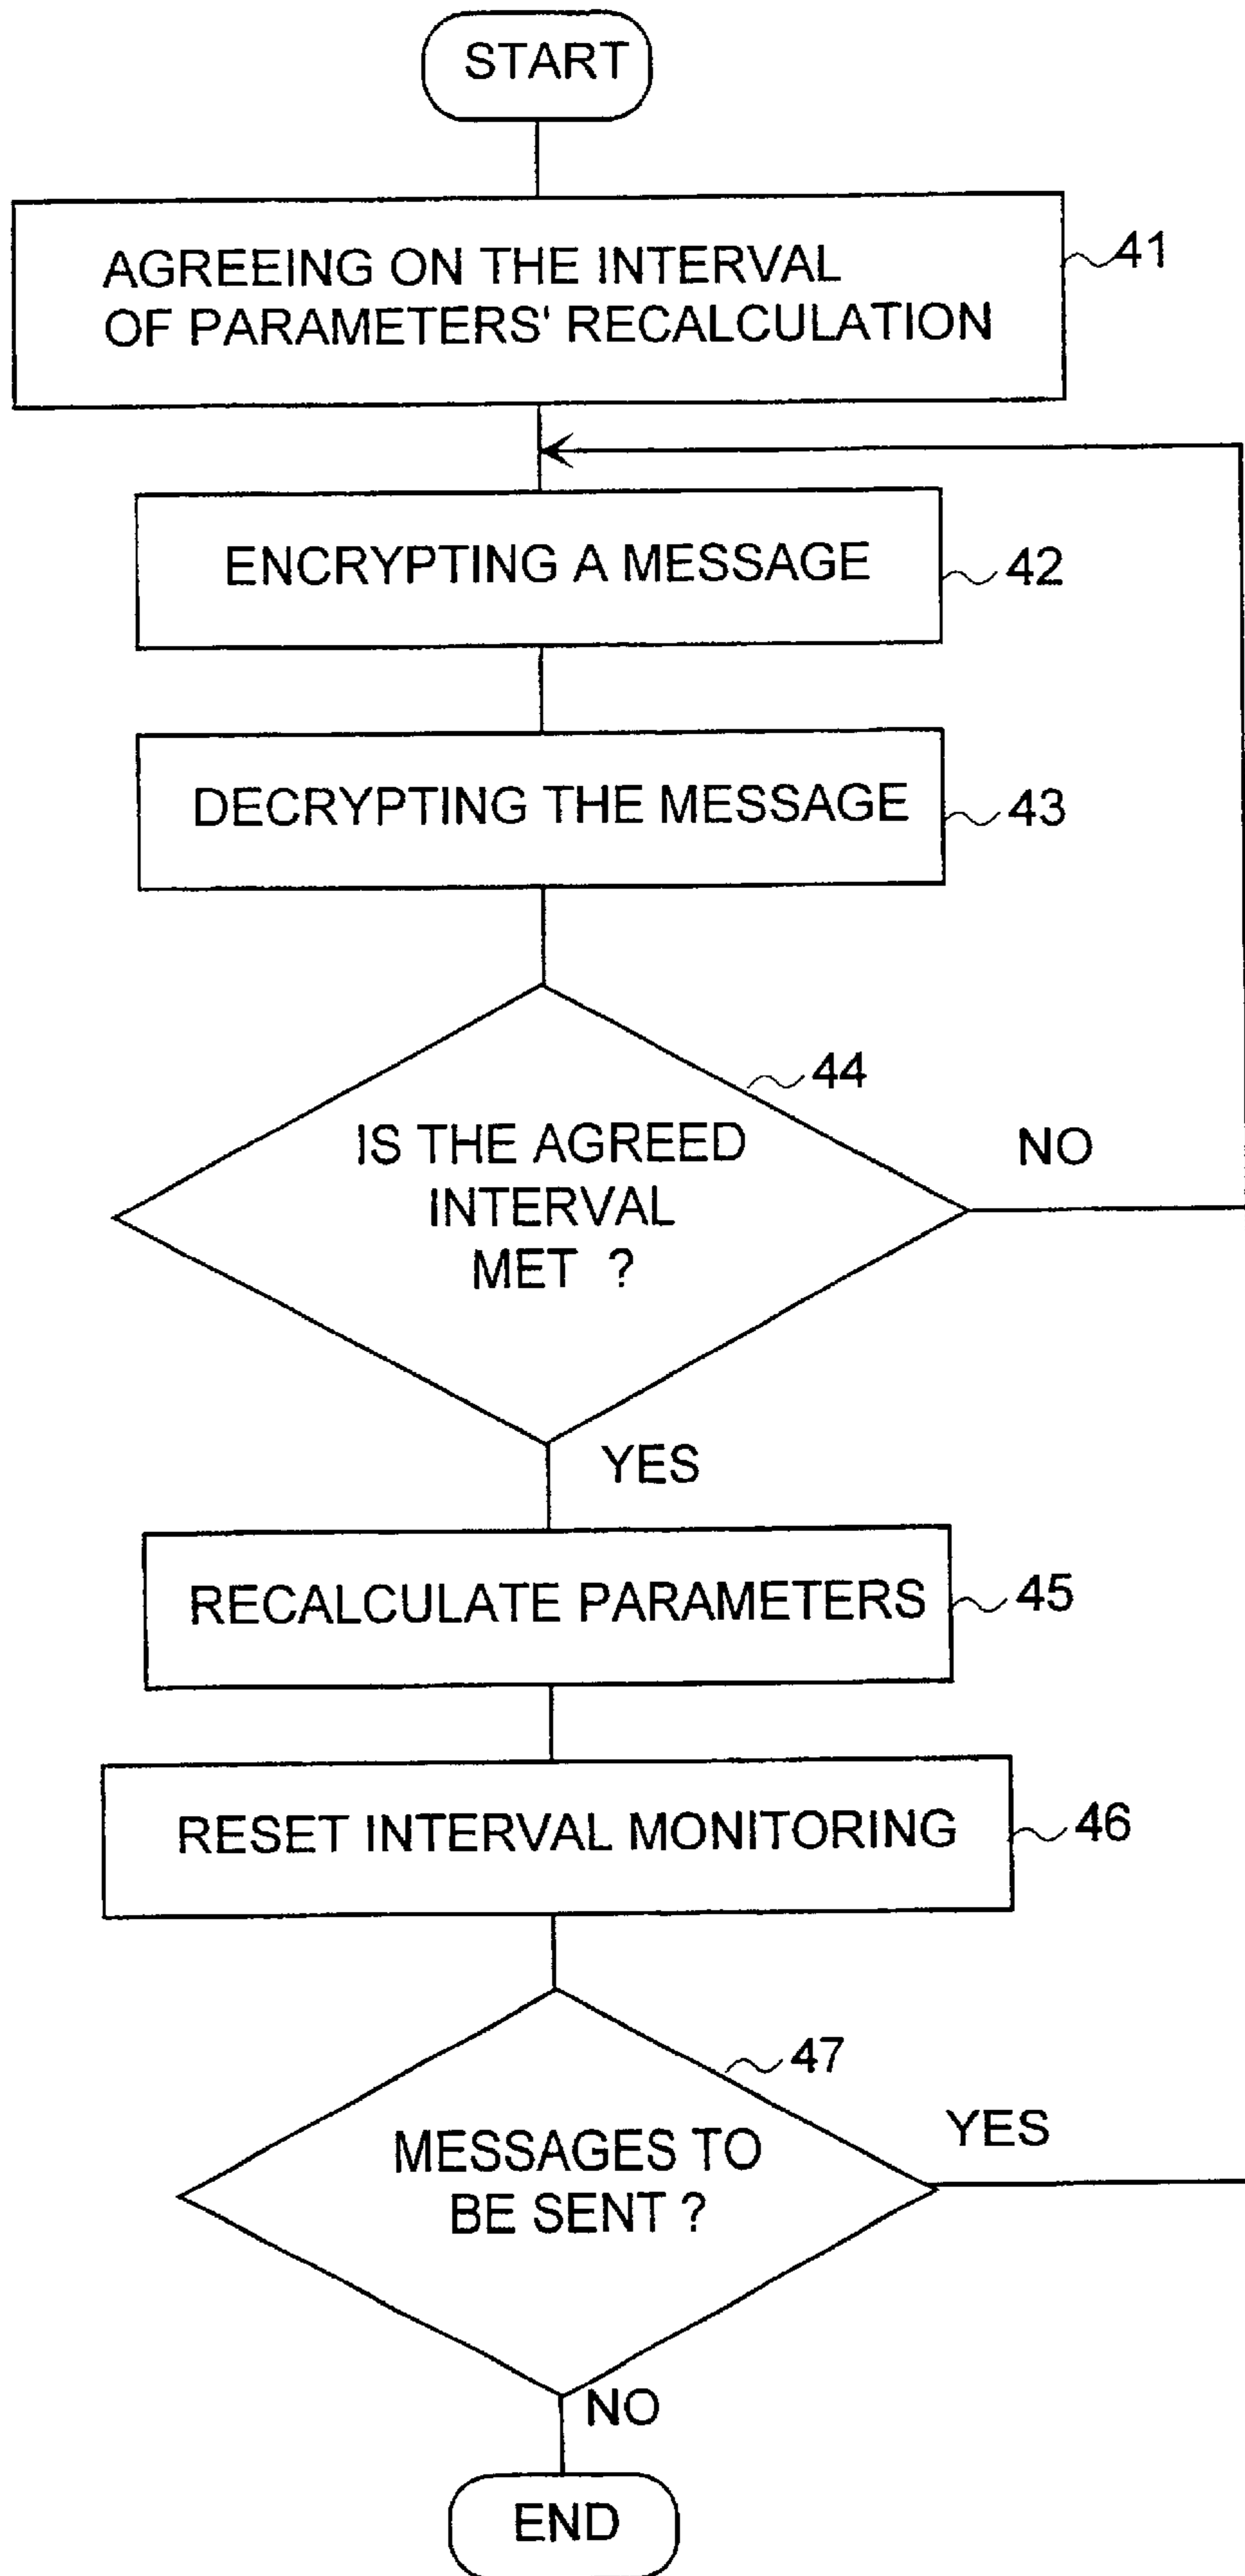 START
AGREEING ON THE INTERVAL
OF PARAMETERS' RECALCULATION
41
ENCRYPTING A MESSAGE
42
DECRYPTING THE MESSAGE
43
44
IS THE AGREED
INTERVAL
MET ?
NO
YES
RECALCULATE PARAMETERS
45
RESET INTERVAL MONITORING
46
47
MESSAGES TO
BE SENT ?
YES
NO
END